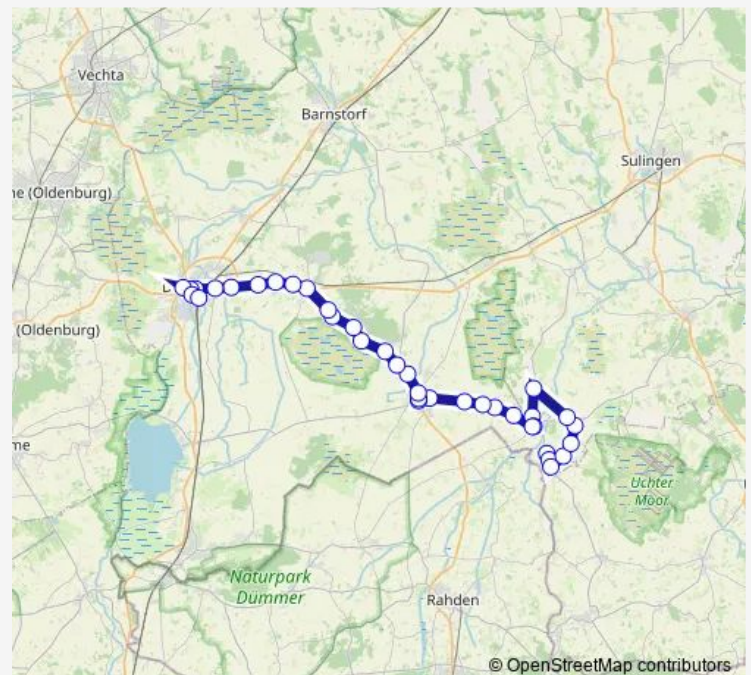 Vechta
Barnstorf
Sulingen
ne (Oldenburg)
D
(Oldenburg)
me
Uchter
Moor
Naturpark
Dümmer
Rahden
© OpenStreetMap contributors